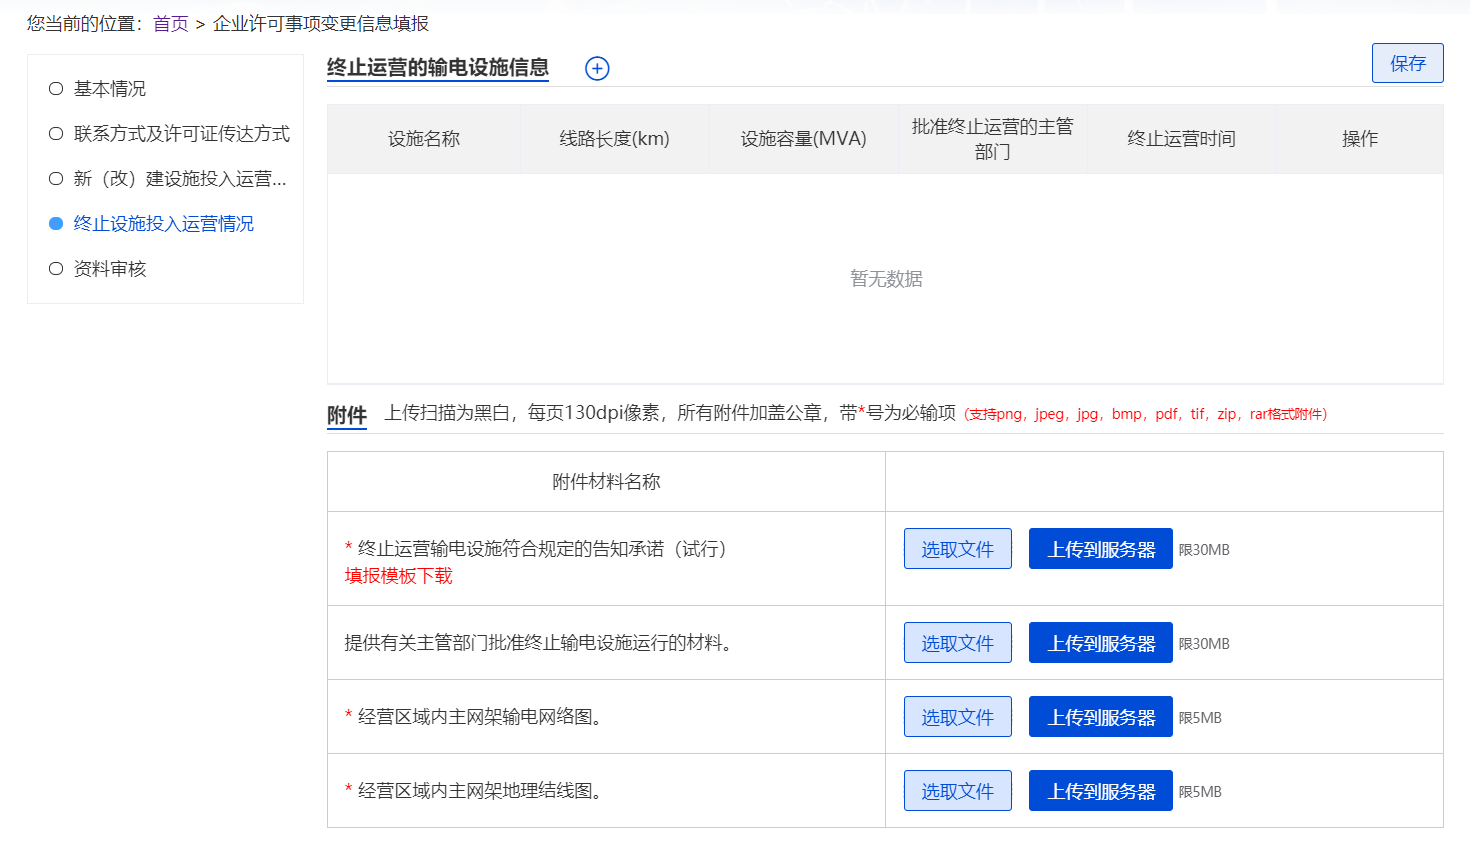 您当前的位置：首页 > 企业许可事项变更信息填报
基本情况
联系方式及许可证传达方式
新（改）建设施投入运营...
终止设施投入运营情况
资料审核
终止运营的输电设施信息
保存
设施名称
线路长度(km)
设施容量(MVA)
批准终止运营的主管
部门
终止运营时间
操作
暂无数据
附件 上传扫描为黑白，每页130dpi像素，所有附件加盖公章，带*号为必输项（支持png，jpeg，jpg，bmp，pdf，tif，zip，rar格式附件）
附件材料名称
* 终止运营输电设施符合规定的告知承诺（试行）
填报模板下载
选取文件 上传到服务器 限30MB
提供有关主管部门批准终止输电设施运行的材料。
选取文件 上传到服务器 限30MB
* 经营区域内主网架输电网络图。
选取文件 上传到服务器 限5MB
* 经营区域内主网架地理结线图。
选取文件 上传到服务器 限5MB